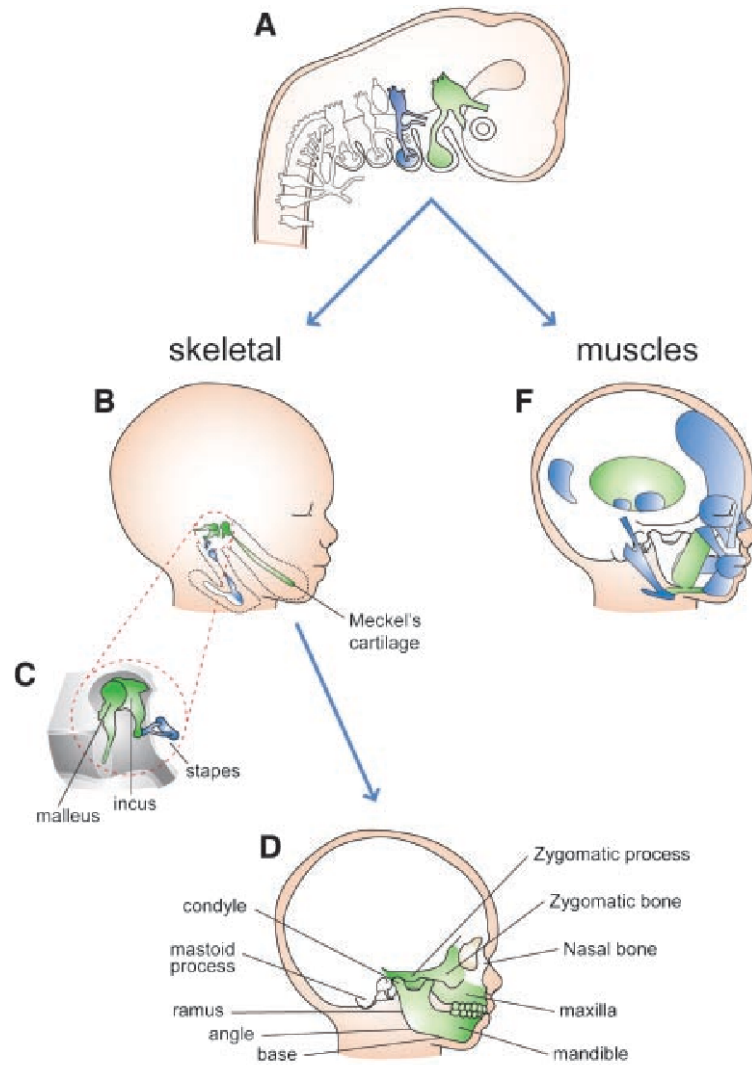 A
skeletal
muscles
B
F
Meckel's
cartilage
C
stapes
incus
malleus
D
Zygomatic process
condyle
Zygomatic bone
mastoid
process
Nasal bone
ramus
maxilla
angle
base
mandible